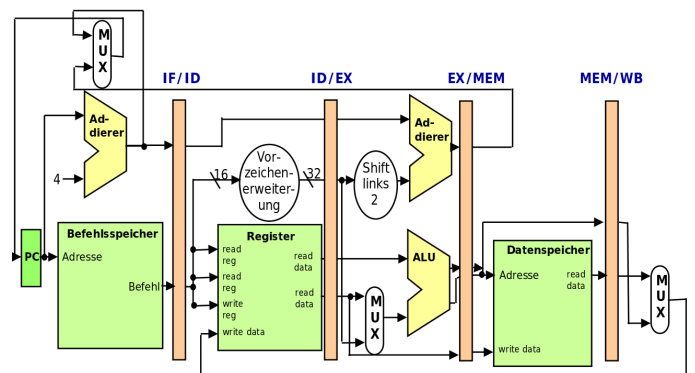 M
U
X
IF/ID
ID/EX
EX/MEM
MEM/WB
Ad-
dierer
4
16
Vor-
zeichen-
erweiter-
ung
32
Shift
links
2
Ad-
dierer
PC
Befehlsspeicher
Adresse
Befehl
Register
read
reg
read
reg
write
reg
write data
read
data
read
data
M
U
X
ALU
Datenspeicher
Adresse
read
data
write data
M
U
X